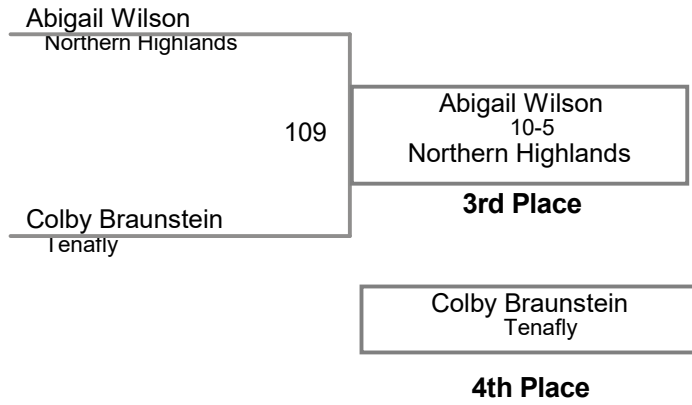 Abigail Wilson
Northern Highlands
109
Abigail Wilson
10-5
Northern Highlands
3rd Place
Colby Braunstein
Tenafly
Colby Braunstein
Tenafly
4th Place